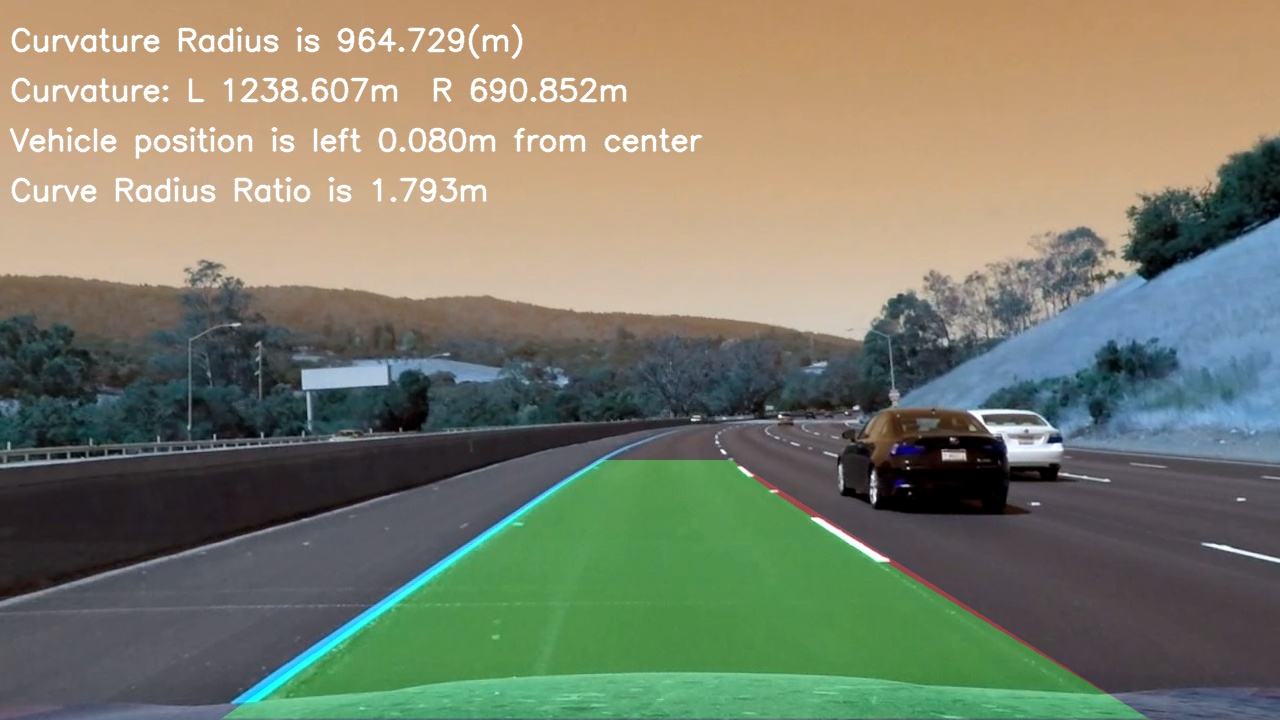 Curvature Radius is 964.729(m)
Curvature: L 1238.607m R 690.852m
Vehicle position is left 0.080m from center
Curve Radius Ratio is 1.793m